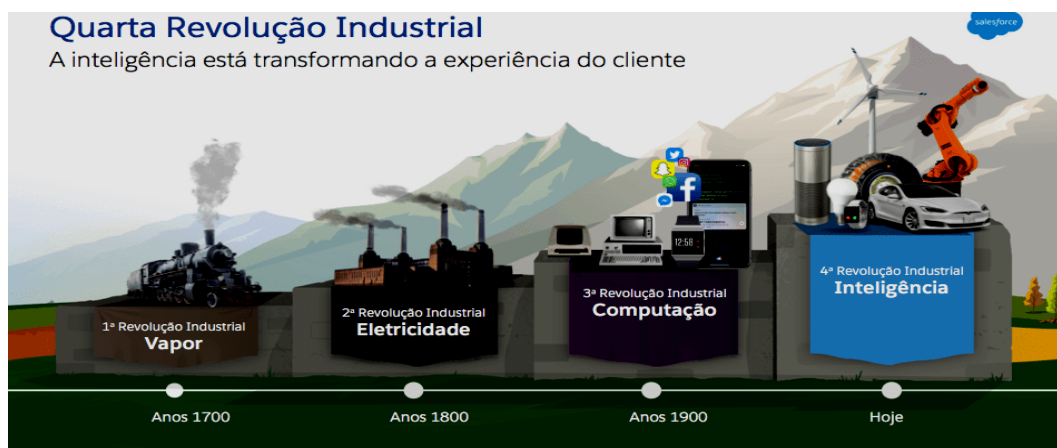 Quarta Revolução Industrial
salesforce
A inteligência está transformando a experiência do cliente
1ª Revolução Industrial
Vapor
2ª Revolução Industrial
Eletricidade
3ª Revolução Industrial
Computação
4ª Revolução Industrial
Inteligência
12:58
Anos 1700
Anos 1800
Anos 1900
Hoje